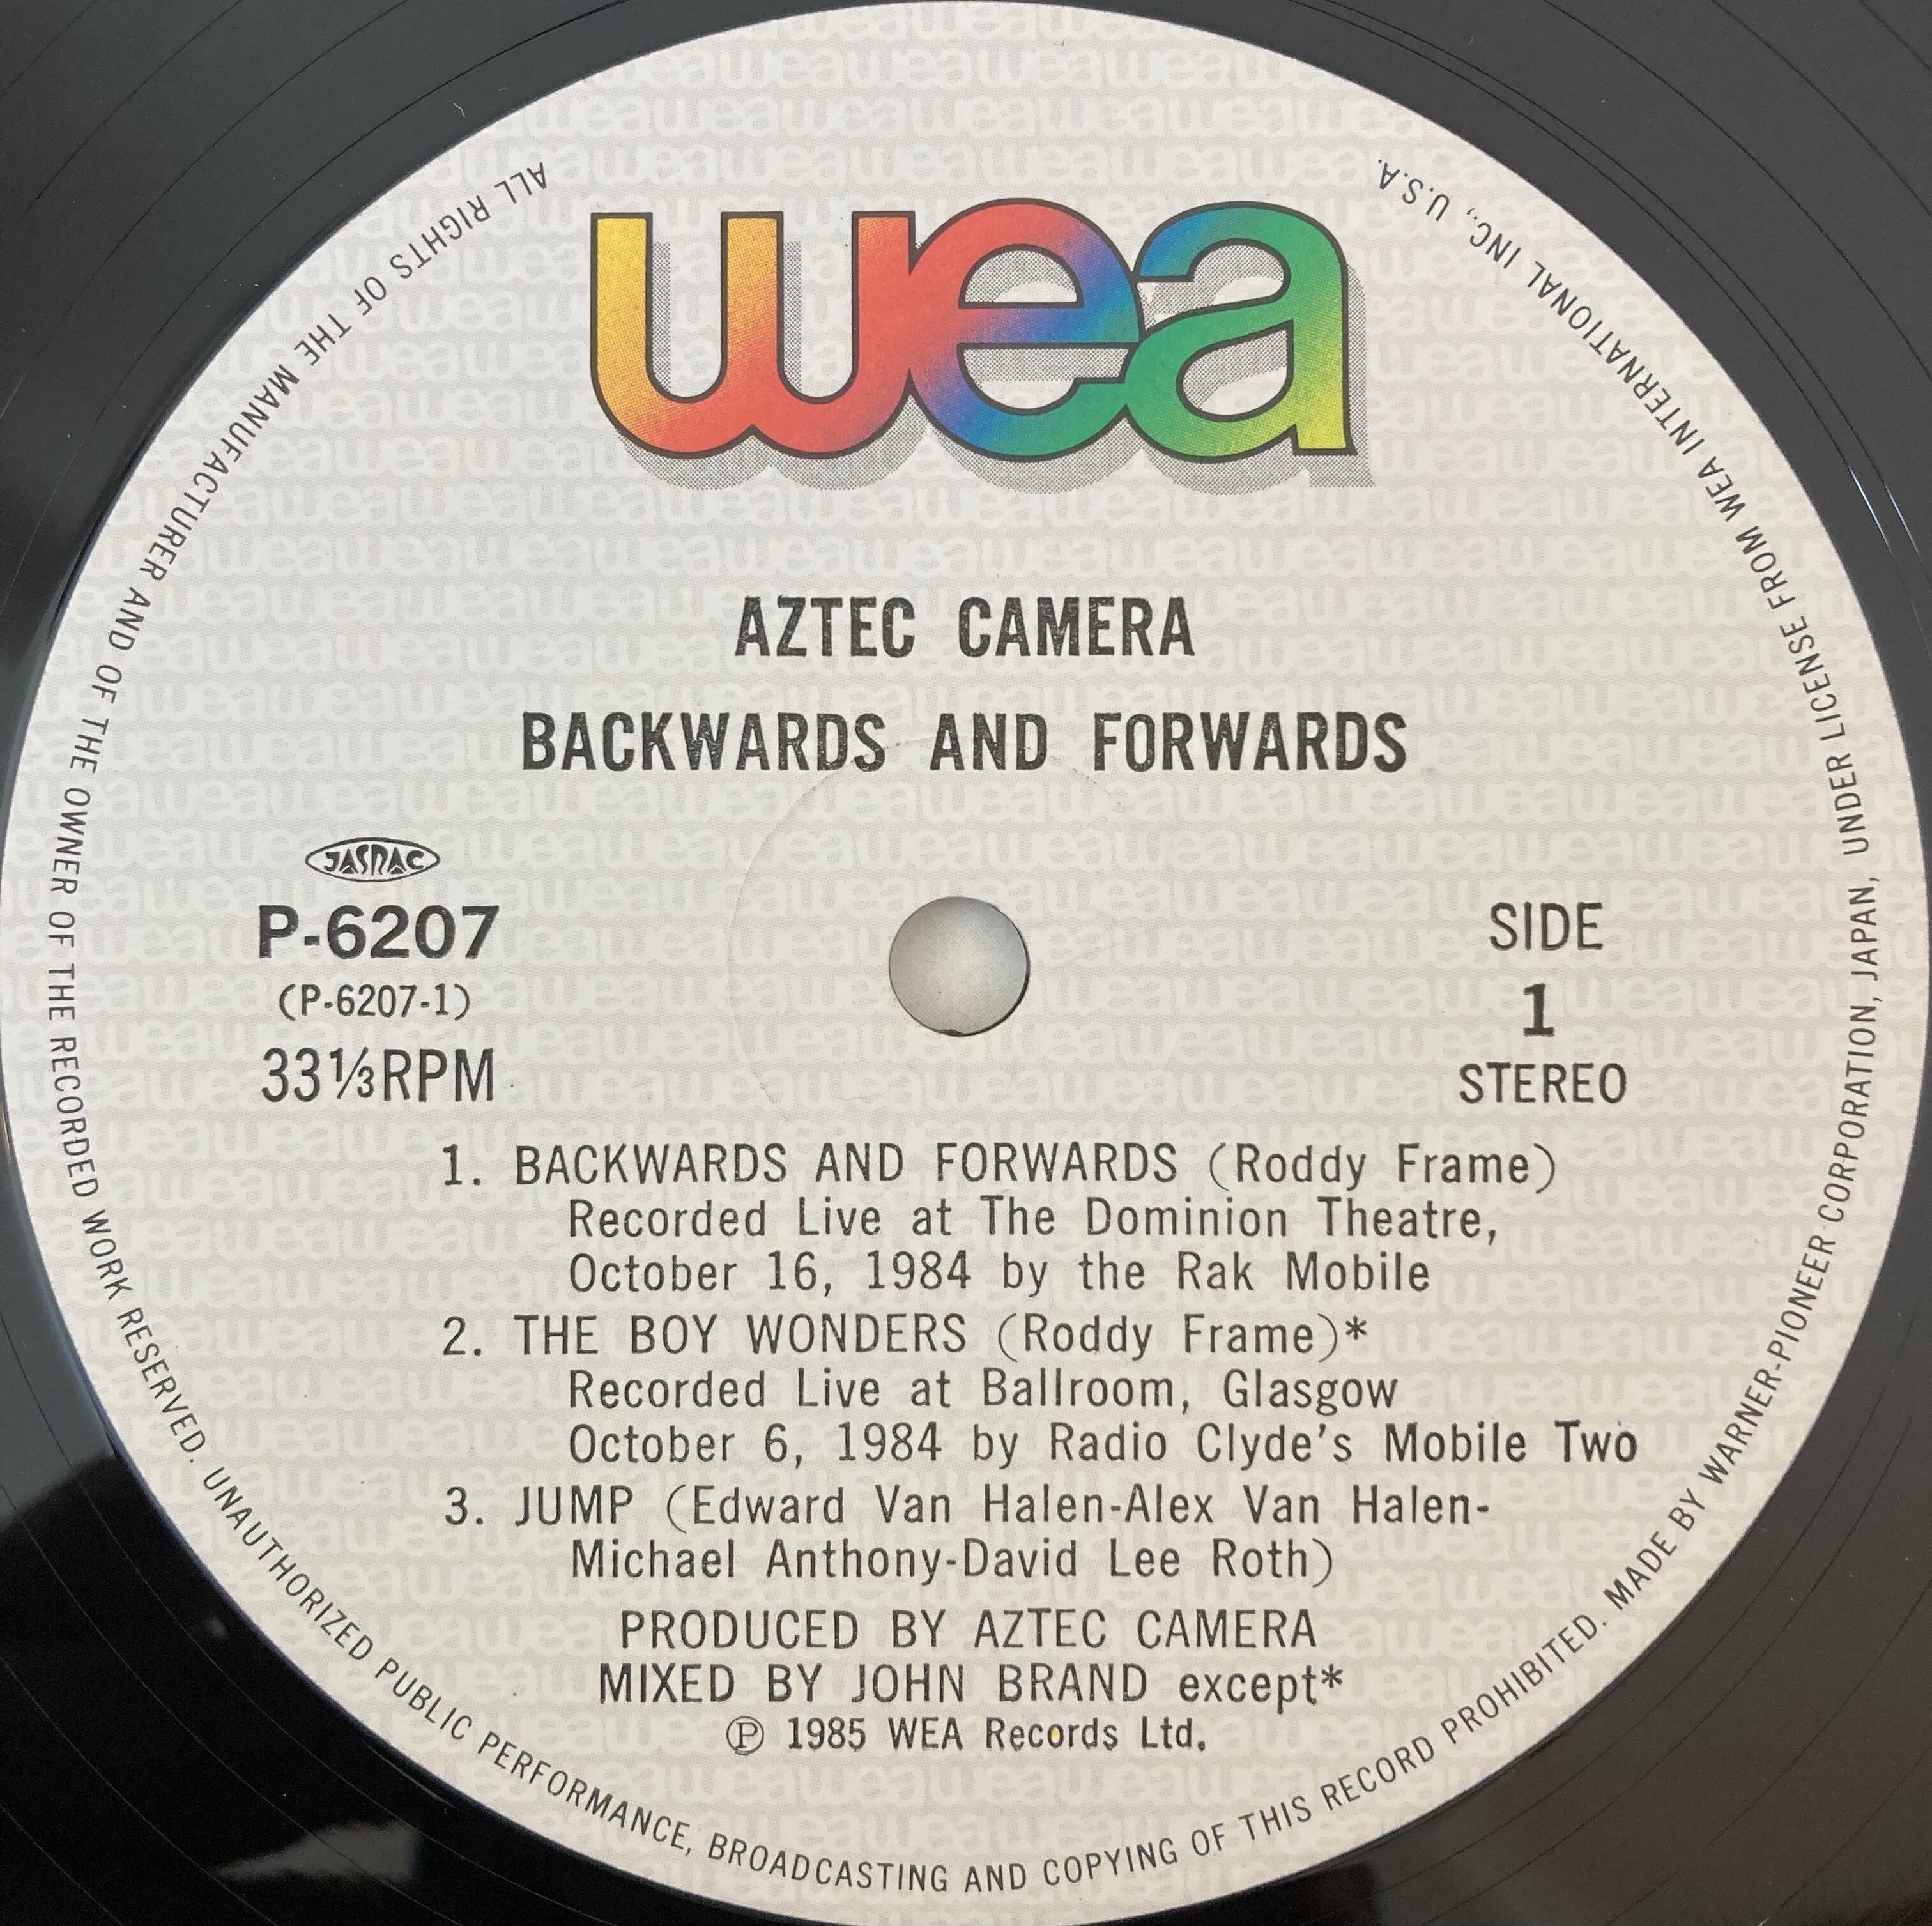 wea
AZTEC CAMERA
BACKWARDS AND FORWARDS
JASRAC
P-6207
(P-6207-1)
33⅓RPM
SIDE
1
STEREO
1. BACKWARDS AND FORWARDS (Roddy Frame)
Recorded Live at The Dominion Theatre,
October 16, 1984 by the Rak Mobile
2. THE BOY WONDERS (Roddy Frame)*
Recorded Live at Ballroom, Glasgow
October 6, 1984 by Radio Clyde's Mobile Two
3. JUMP (Edward Van Halen-Alex Van Halen-
Michael Anthony-David Lee Roth)
PRODUCED BY AZTEC CAMERA
MIXED BY JOHN BRAND except*
Ⓟ 1985 WEA Records Ltd.
ALL RIGHTS OF THE MANUFACTURER AND OF THE OWNER OF THE RECORDED WORK RESERVED. UNAUTHORIZED PUBLIC PERFORMANCE, BROADCASTING AND COPYING OF THIS RECORD PROHIBITED. MADE BY WARNER-PIONEER CORPORATION, JAPAN, UNDER LICENSE FROM WEA INTERNATIONAL INC., U.S.A.